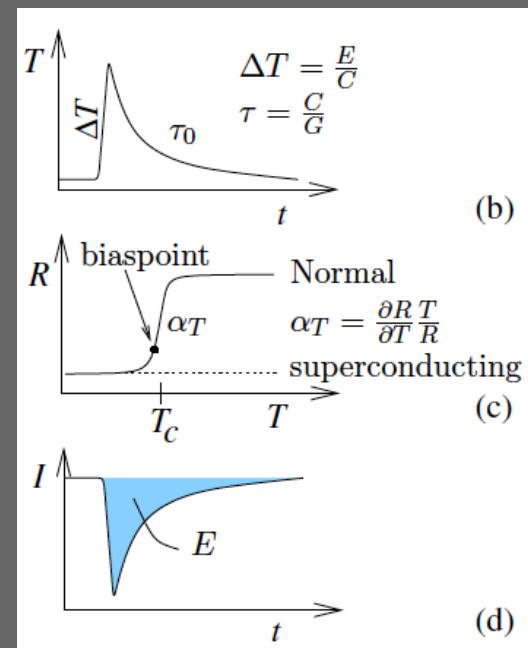 T
ΔT = E/C
ΔT
τ = C/G
τ0
t
(b)
biaspoint
R
Normal
αT
αT = ∂R/∂T T/R
superconducting
Tc
T
(c)
I
E
t
(d)